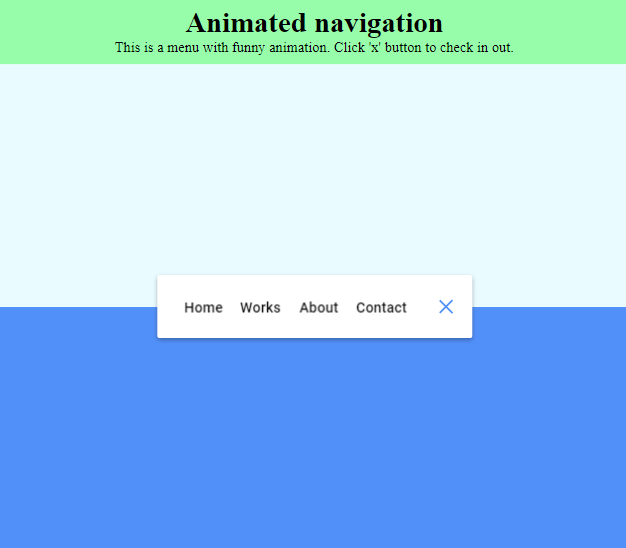 Animated navigation
This is a menu with funny animation. Click 'x' button to check in out.
Home Works About Contact